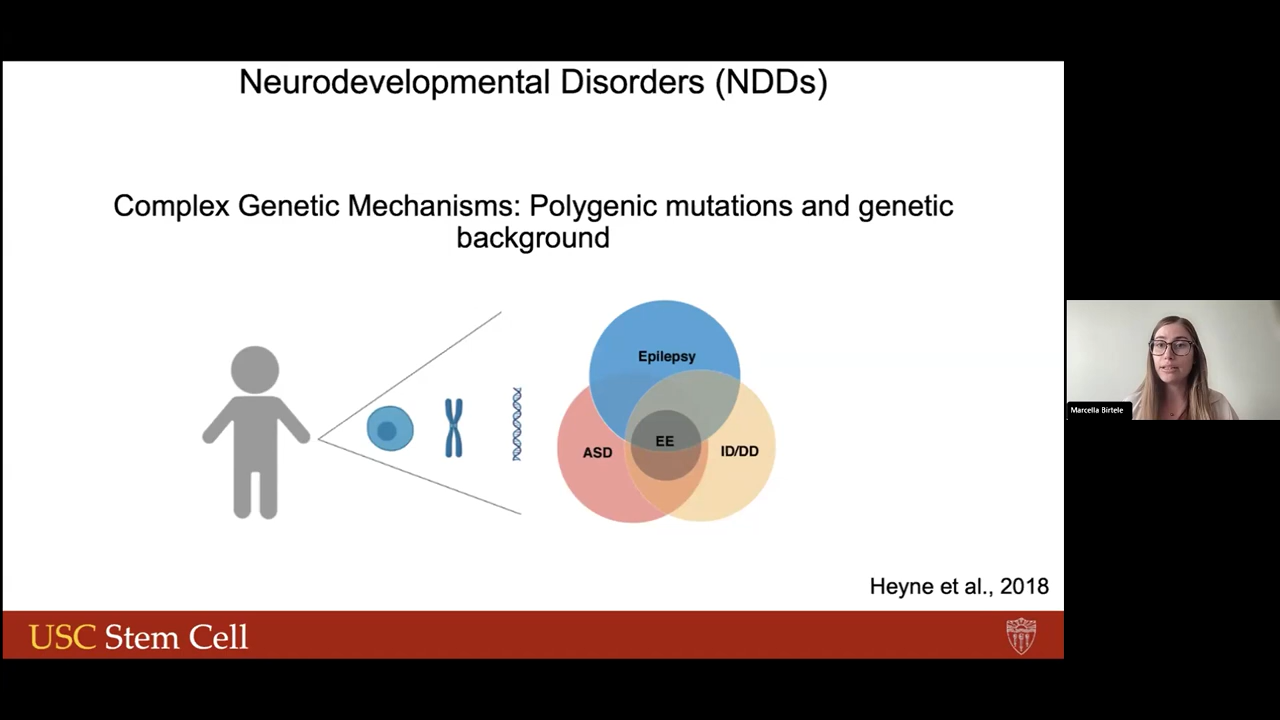 Neurodevelopmental Disorders (NDDs)
Complex Genetic Mechanisms: Polygenic mutations and genetic
background
Epilepsy
EE
ASD
ID/DD
Marcella Birtele
Heyne et al., 2018
USC Stem Cell